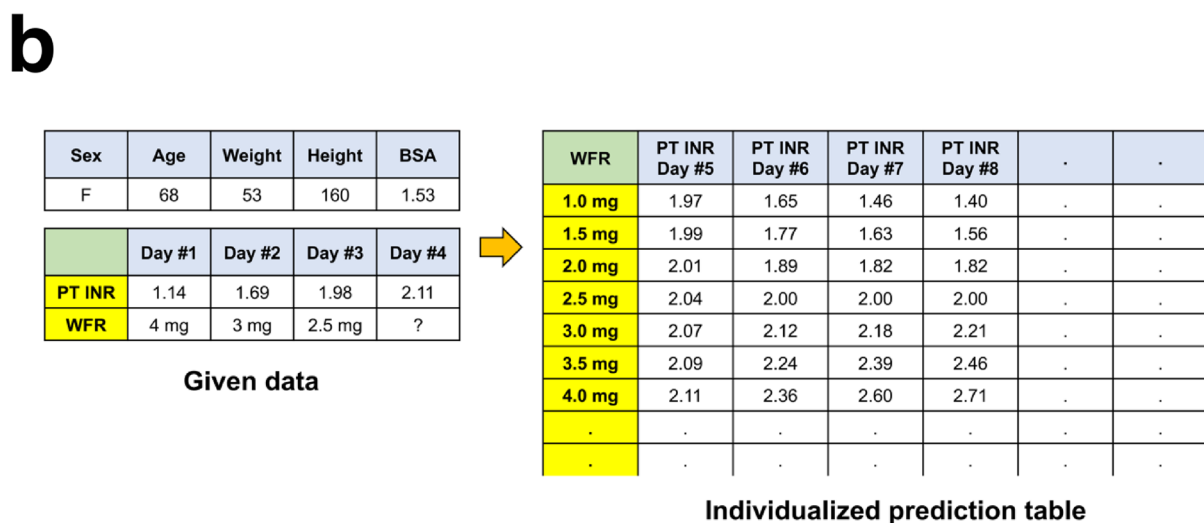 b
Sex Age Weight Height BSA
F 68 53 160 1.53
Day #1 Day #2 Day #3 Day #4
PT INR 1.14 1.69 1.98 2.11
WFR 4 mg 3 mg 2.5 mg ?
Given data
WFR PT INR Day #5 PT INR Day #6 PT INR Day #7 PT INR Day #8 . .
1.0 mg 1.97 1.65 1.46 1.40 . .
1.5 mg 1.99 1.77 1.63 1.56 . .
2.0 mg 2.01 1.89 1.82 1.82 . .
2.5 mg 2.04 2.00 2.00 2.00 . .
3.0 mg 2.07 2.12 2.18 2.21 . .
3.5 mg 2.09 2.24 2.39 2.46 . .
4.0 mg 2.11 2.36 2.60 2.71 . .
. . . . . . .
. . . . . . .
Individualized prediction table